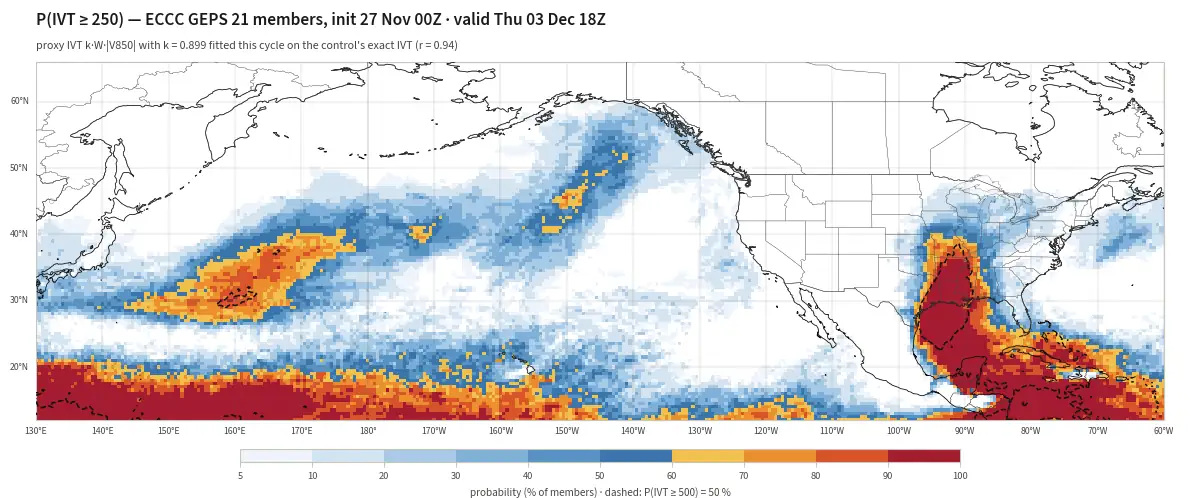 P(IVT ≥ 250) — ECCC GEPS 21 members, init 27 Nov 00Z · valid Thu 03 Dec 18Z
proxy IVT k·W·|V850| with k = 0.899 fitted this cycle on the control's exact IVT (r = 0.94)
60°N
50°N
40°N
30°N
20°N
130°E 140°E 150°E 160°E 170°E 180° 170°W 160°W 150°W 140°W 130°W 120°W 110°W 100°W 90°W 80°W 70°W 60°W
5 10 20 30 40 50 60 70 80 90 100
probability (% of members) · dashed: P(IVT ≥ 500) = 50 %